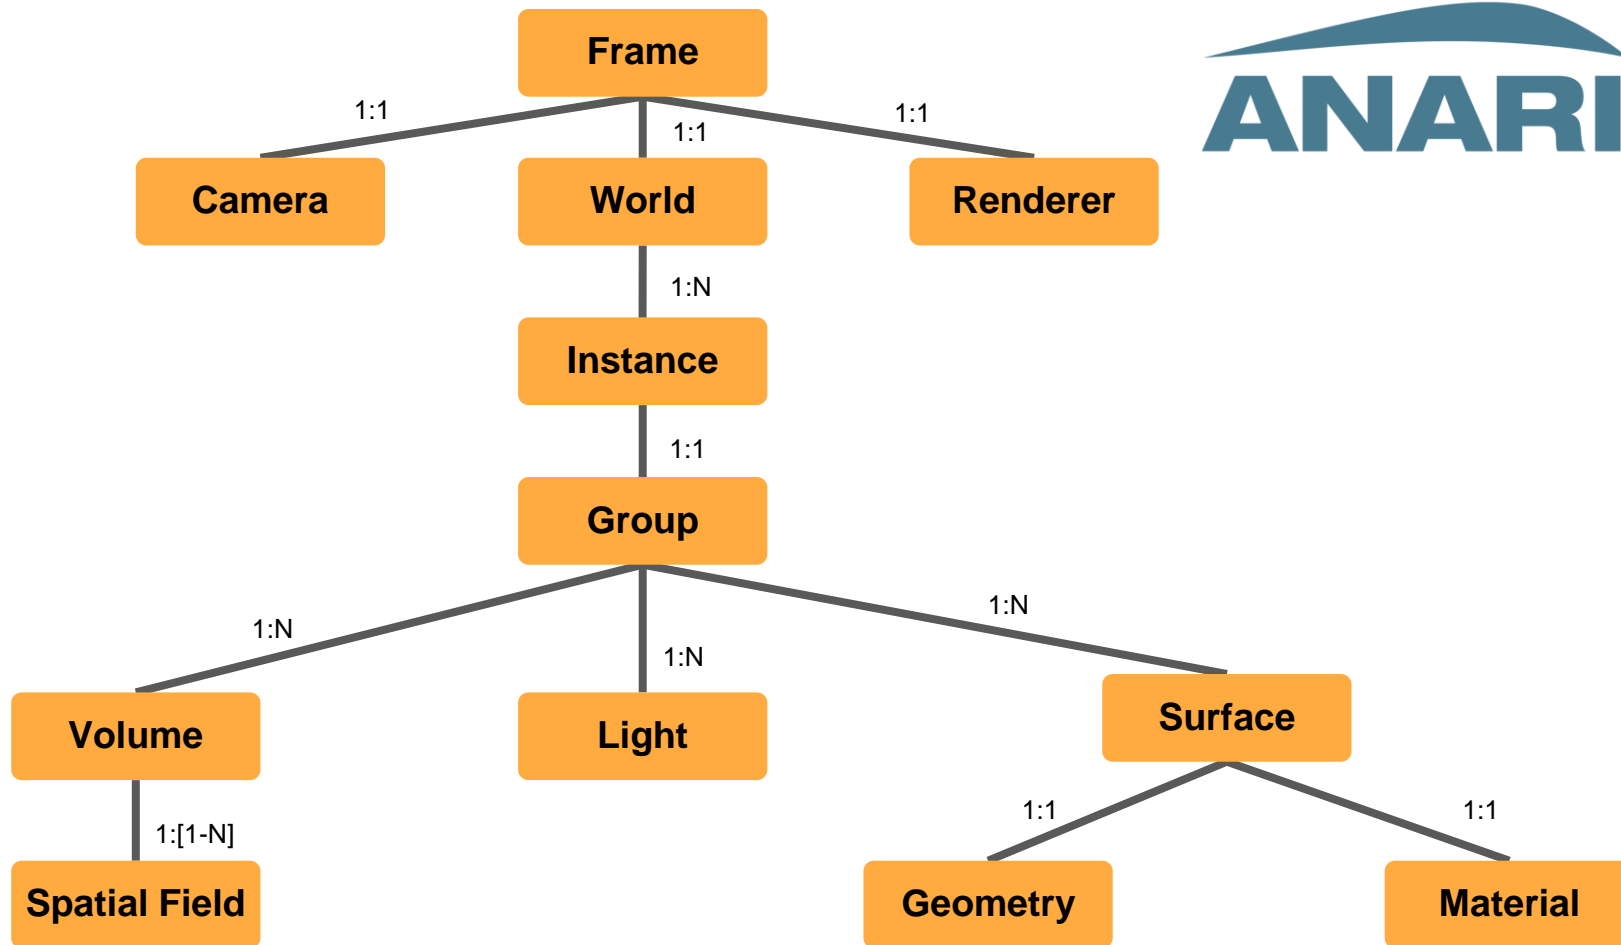 Frame
ANARI
1:1
1:1
1:1
Camera
World
Renderer
1:N
Instance
1:1
Group
1:N
1:N
1:N
Volume
Light
Surface
1:[1-N]
1:1
1:1
Spatial Field
Geometry
Material